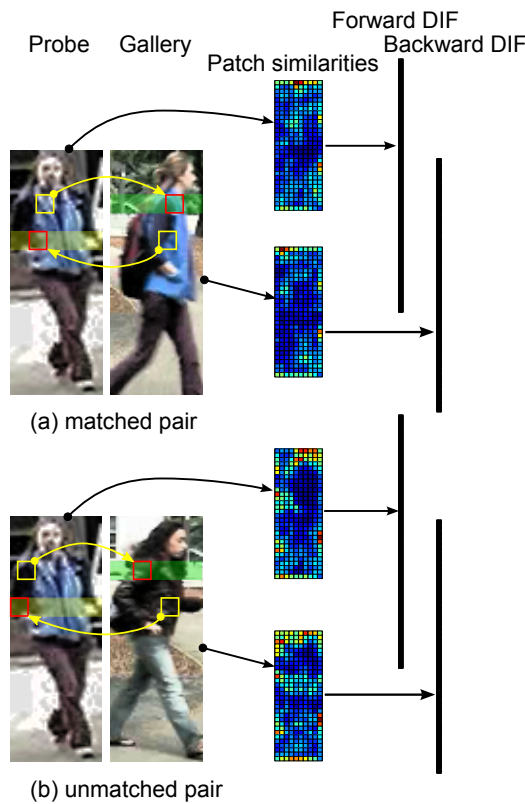 Forward DIF
Probe Gallery Backward DIF
Patch similarities
(a) matched pair
(b) unmatched pair